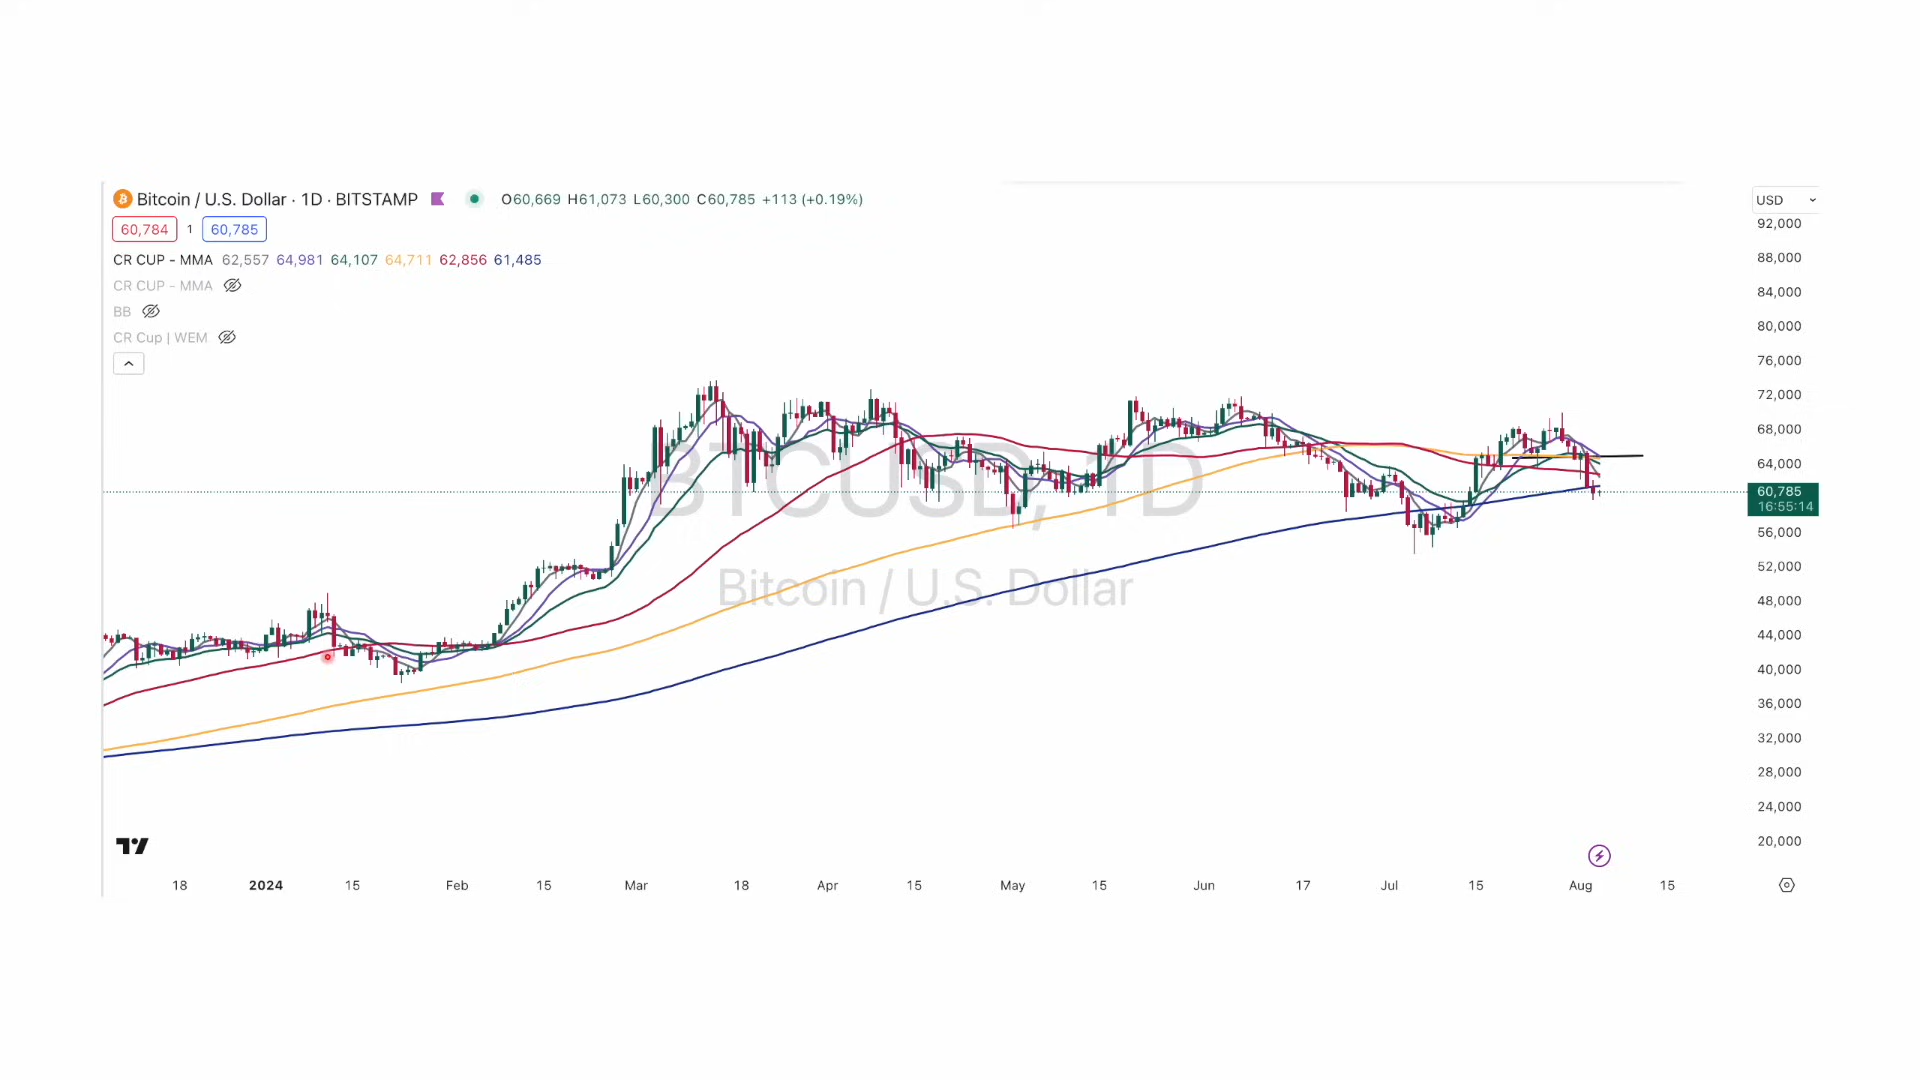 Bitcoin / U.S. Dollar · 1D · BITSTAMP O60,669 H61,073 L60,300 C60,785 +113 (+0.19%)
USD
60,784 1 60,785
CR CUP - MMA 62,557 64,981 64,107 64,711 62,856 61,485
CR CUP - MMA
BB
CR Cup | WEM
92,000
88,000
84,000
80,000
76,000
72,000
68,000
64,000
60,785
16:55:14
56,000
52,000
48,000
44,000
40,000
36,000
32,000
28,000
24,000
20,000
BTCUSD, 1D
Bitcoin / U.S. Dollar
18 2024 15 Feb 15 Mar 18 Apr 15 May 15 Jun 17 Jul 15 Aug 15